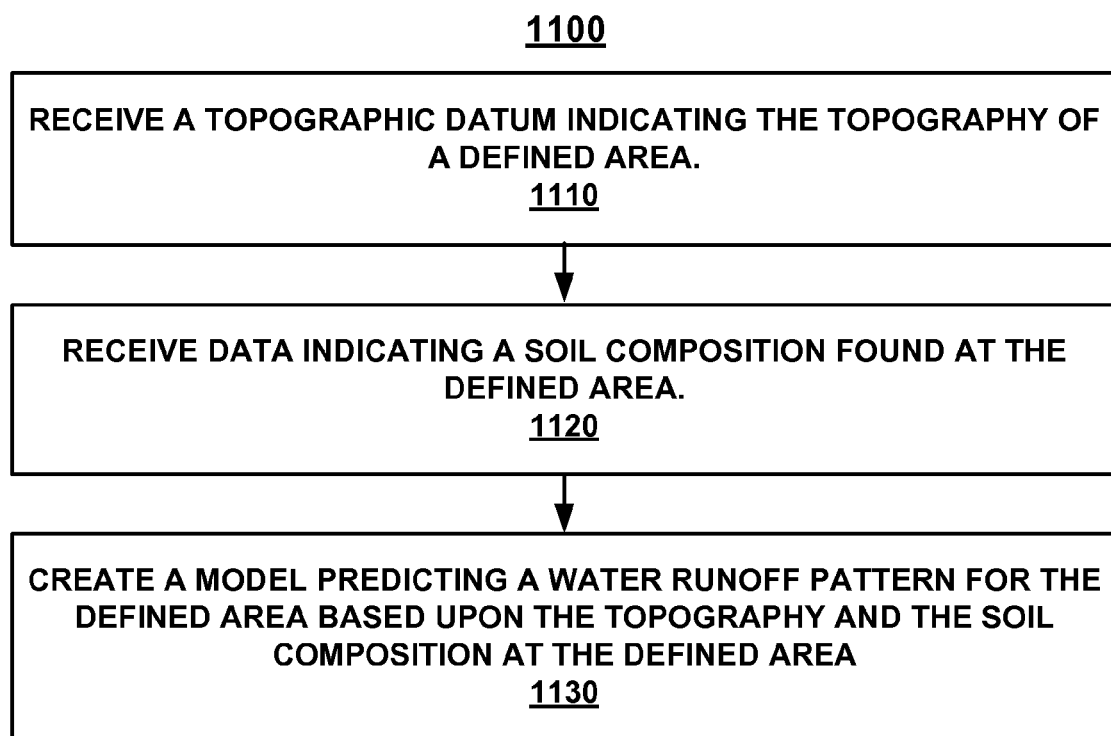 1100
RECEIVE A TOPOGRAPHIC DATUM INDICATING THE TOPOGRAPHY OF
A DEFINED AREA.
1110
RECEIVE DATA INDICATING A SOIL COMPOSITION FOUND AT THE
DEFINED AREA.
1120
CREATE A MODEL PREDICTING A WATER RUNOFF PATTERN FOR THE
DEFINED AREA BASED UPON THE TOPOGRAPHY AND THE SOIL
COMPOSITION AT THE DEFINED AREA
1130